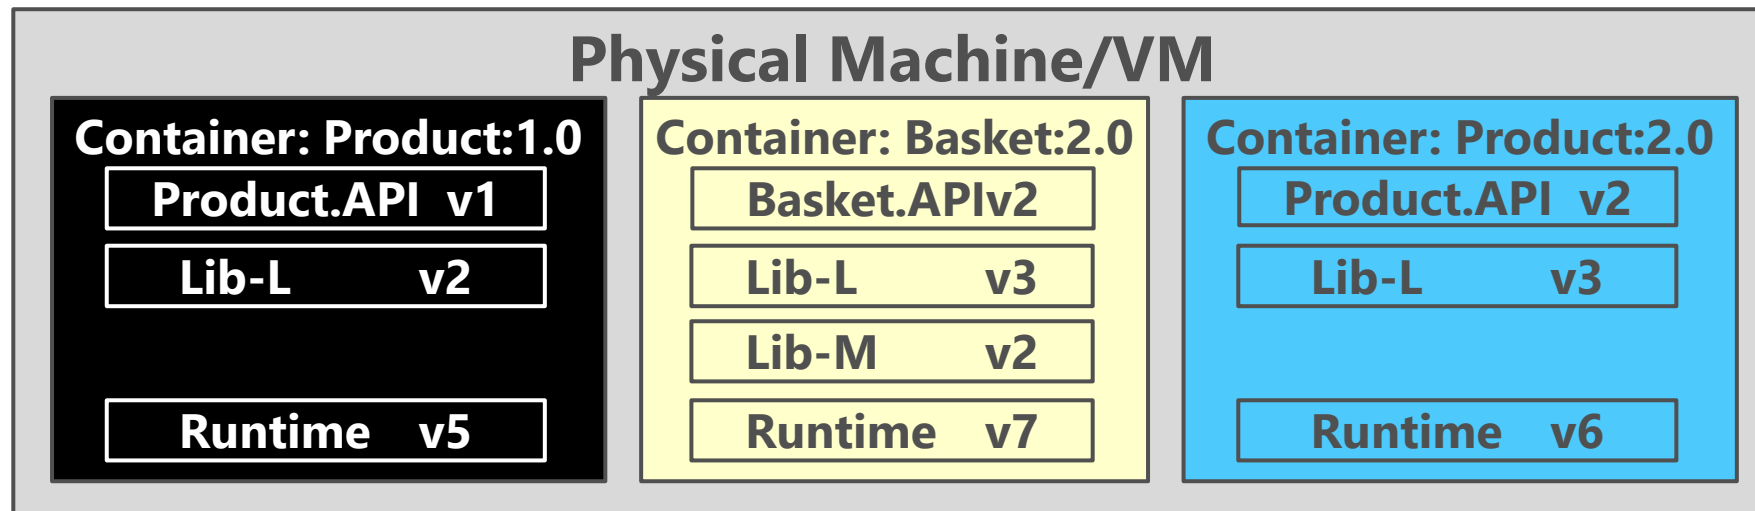 Physical Machine/VM
Container: Product:1.0
Product.API v1
Lib-L v2
Runtime v5
Container: Basket:2.0
Basket.APIv2
Lib-L v3
Lib-M v2
Runtime v7
Container: Product:2.0
Product.API v2
Lib-L v3
Runtime v6